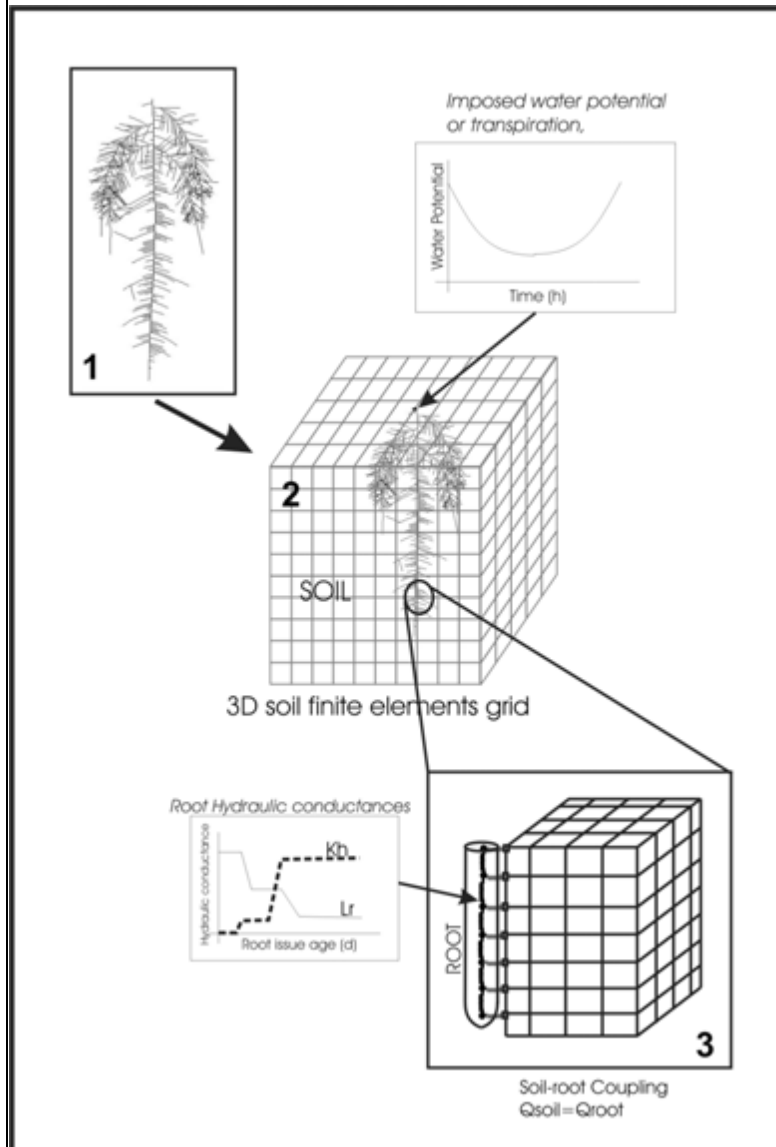 Imposed water potential
or transpiration,
Water Potential
Time (h)
1
2
SOIL
3D soil finite elements grid
Root Hydraulic conductances
Hydraulic conductance
Kh
Lr
Root issue age (d)
ROOT
3
Soil-root Coupling
Qsoil=Qroot